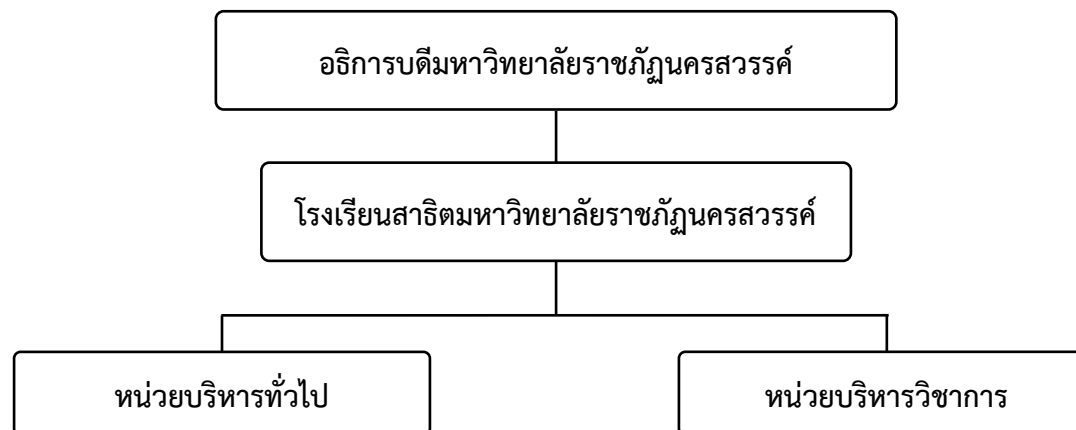 อธิการบดีมหาวิทยาลัยราชภัฏนครสวรรค์
โรงเรียนสาธิตมหาวิทยาลัยราชภัฏนครสวรรค์
หน่วยบริหารทั่วไป
หน่วยบริหารวิชาการ